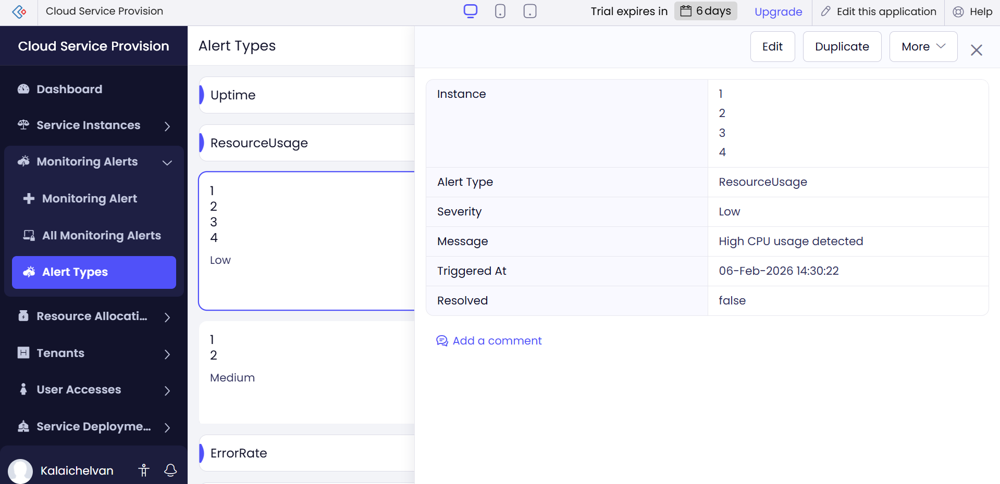 Cloud Service Provision
Trial expires in 6 days Upgrade Edit this application Help
Cloud Service Provision
Dashboard
Service Instances
Monitoring Alerts
Monitoring Alert
All Monitoring Alerts
Alert Types
Resource Allocati...
Tenants
User Accesses
Service Deployme...
Kalaichelvan
Alert Types
Uptime
ResourceUsage
1
2
3
4
Low
1
2
Medium
ErrorRate
Edit Duplicate More
Instance 1
2
3
4
Alert Type ResourceUsage
Severity Low
Message High CPU usage detected
Triggered At 06-Feb-2026 14:30:22
Resolved false
Add a comment